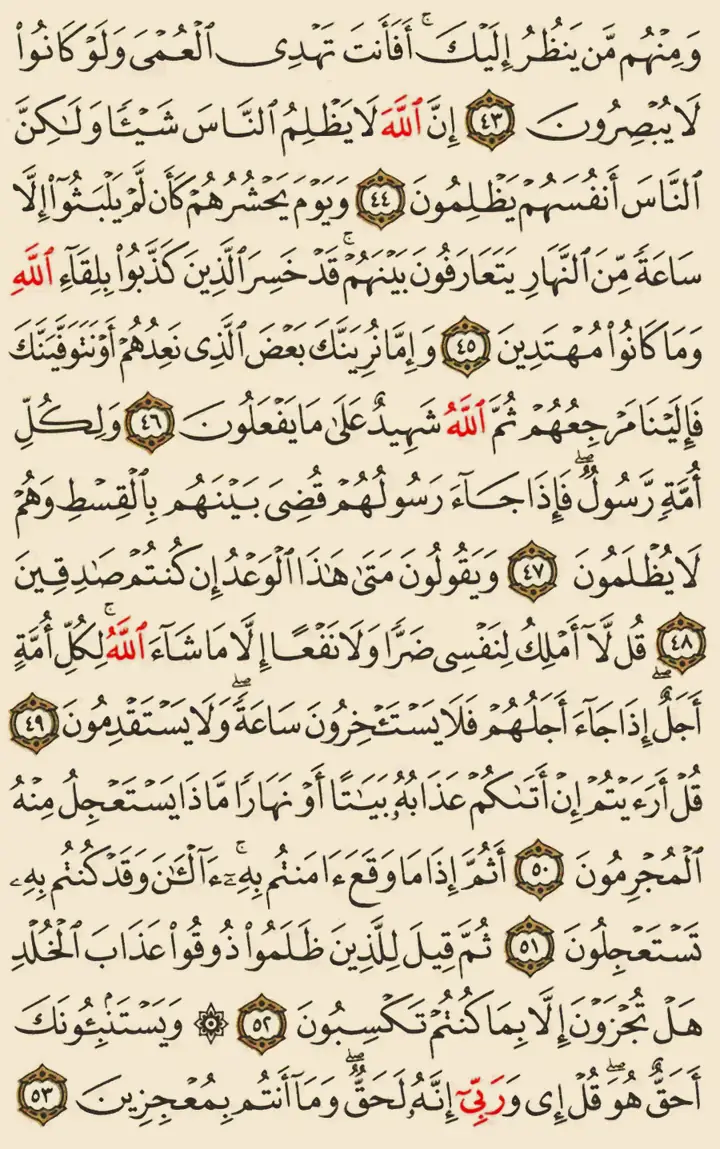 وَمِنْهُم مَّن يَنظُرُ إِلَيْكَ ۚ أَفَأَنتَ تَهْدِى ٱلْعُمْىَ وَلَوْ كَانُوا۟
لَا يُبْصِرُونَ ٤٣ إِنَّ ٱللَّهَ لَا يَظْلِمُ ٱلنَّاسَ شَيْـًٔا وَلَـٰكِنَّ
ٱلنَّاسَ أَنفُسَهُمْ يَظْلِمُونَ ٤٤ وَيَوْمَ يَحْشُرُهُمْ كَأَن لَّمْ يَلْبَثُوٓا۟ إِلَّا
سَاعَةً مِّنَ ٱلنَّهَارِ يَتَعَارَفُونَ بَيْنَهُمْ ۚ قَدْ خَسِرَ ٱلَّذِينَ كَذَّبُوا۟ بِلِقَآءِ ٱللَّهِ
وَمَا كَانُوا۟ مُهْتَدِينَ ٤٥ وَإِمَّا نُرِيَنَّكَ بَعْضَ ٱلَّذِى نَعِدُهُمْ أَوْ نَتَوَفَّيَنَّكَ
فَإِلَيْنَا مَرْجِعُهُمْ ثُمَّ ٱللَّهُ شَهِيدٌ عَلَىٰ مَا يَفْعَلُونَ ٤٦ وَلِكُلِّ
أُمَّةٍ رَّسُولٌ ۖ فَإِذَا جَآءَ رَسُولُهُمْ قُضِىَ بَيْنَهُم بِٱلْقِسْطِ وَهُمْ
لَا يُظْلَمُونَ ٤٧ وَيَقُولُونَ مَتَىٰ هَـٰذَا ٱلْوَعْدُ إِن كُنتُمْ صَـٰدِقِينَ
٤٨ قُل لَّآ أَمْلِكُ لِنَفْسِى ضَرًّا وَلَا نَفْعًا إِلَّا مَا شَآءَ ٱللَّهُ ۗ لِكُلِّ أُمَّةٍ
أَجَلٌ ۚ إِذَا جَآءَ أَجَلُهُمْ فَلَا يَسْتَـْٔخِرُونَ سَاعَةً ۖ وَلَا يَسْتَقْدِمُونَ ٤٩
قُلْ أَرَءَيْتُمْ إِنْ أَتَىٰكُمْ عَذَابُهُۥ بَيَـٰتًا أَوْ نَهَارًا مَّاذَا يَسْتَعْجِلُ مِنْهُ
ٱلْمُجْرِمُونَ ٥٠ أَثُمَّ إِذَا مَا وَقَعَ ءَامَنتُم بِهِۦٓ ۚ ءَآلْـَٔـٰنَ وَقَدْ كُنتُم بِهِۦ
تَسْتَعْجِلُونَ ٥١ ثُمَّ قِيلَ لِلَّذِينَ ظَلَمُوا۟ ذُوقُوا۟ عَذَابَ ٱلْخُلْدِ
هَلْ تُجْزَوْنَ إِلَّا بِمَا كُنتُمْ تَكْسِبُونَ ٥٢ ۞ وَيَسْتَنۢبِـُٔونَكَ
أَحَقٌّ هُوَ ۖ قُلْ إِى وَرَبِّىٓ إِنَّهُۥ لَحَقٌّ ۖ وَمَآ أَنتُم بِمُعْجِزِينَ ٥٣